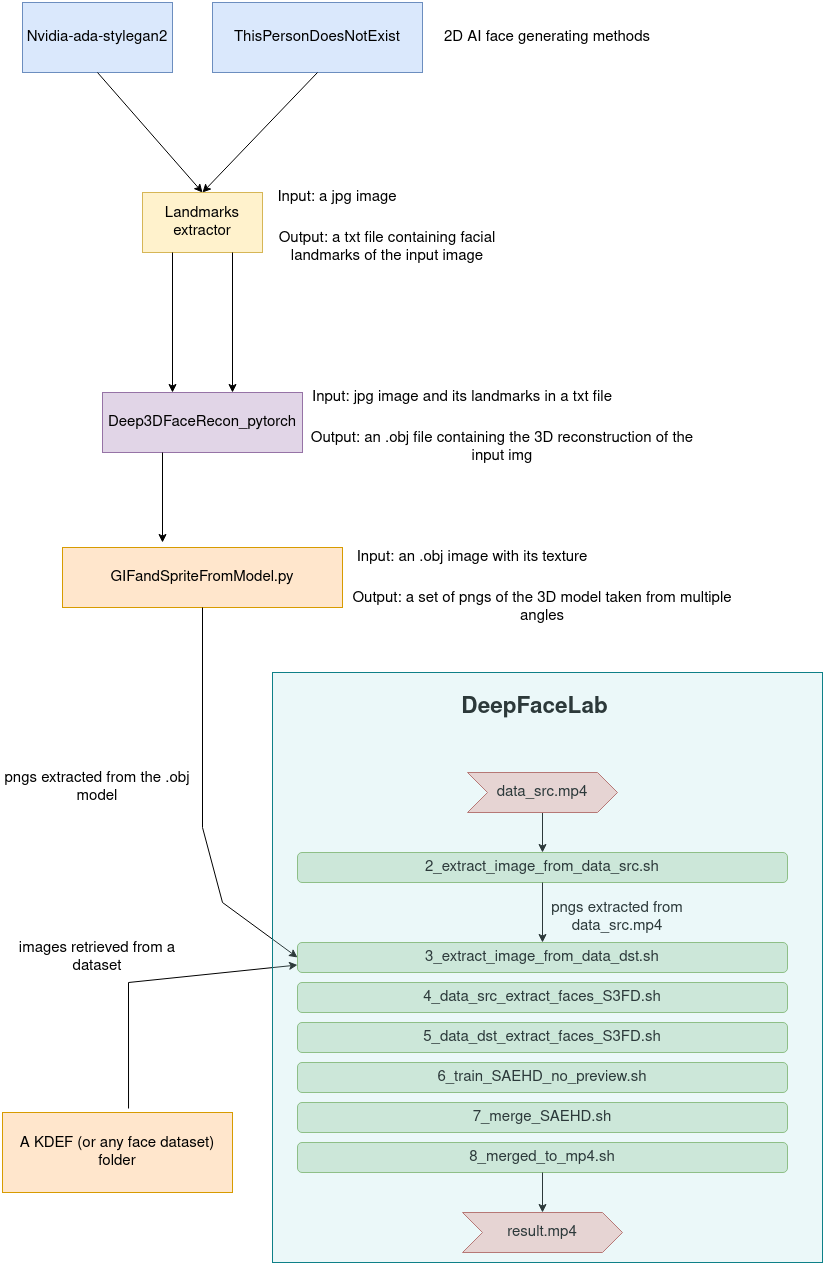 Nvidia-ada-stylegan2
ThisPersonDoesNotExist
2D AI face generating methods
Landmarks
extractor
Input: a jpg image
Output: a txt file containing facial
landmarks of the input image
Deep3DFaceRecon_pytorch
Input: jpg image and its landmarks in a txt file
Output: an .obj file containing the 3D reconstruction of the
input img
GIFandSpriteFromModel.py
Input: an .obj image with its texture
Output: a set of pngs of the 3D model taken from multiple
angles
DeepFaceLab
pngs extracted from the .obj
model
data_src.mp4
2_extract_image_from_data_src.sh
pngs extracted from
data_src.mp4
images retrieved from a
dataset
3_extract_image_from_data_dst.sh
4_data_src_extract_faces_S3FD.sh
5_data_dst_extract_faces_S3FD.sh
6_train_SAEHD_no_preview.sh
7_merge_SAEHD.sh
8_merged_to_mp4.sh
A KDEF (or any face dataset)
folder
result.mp4